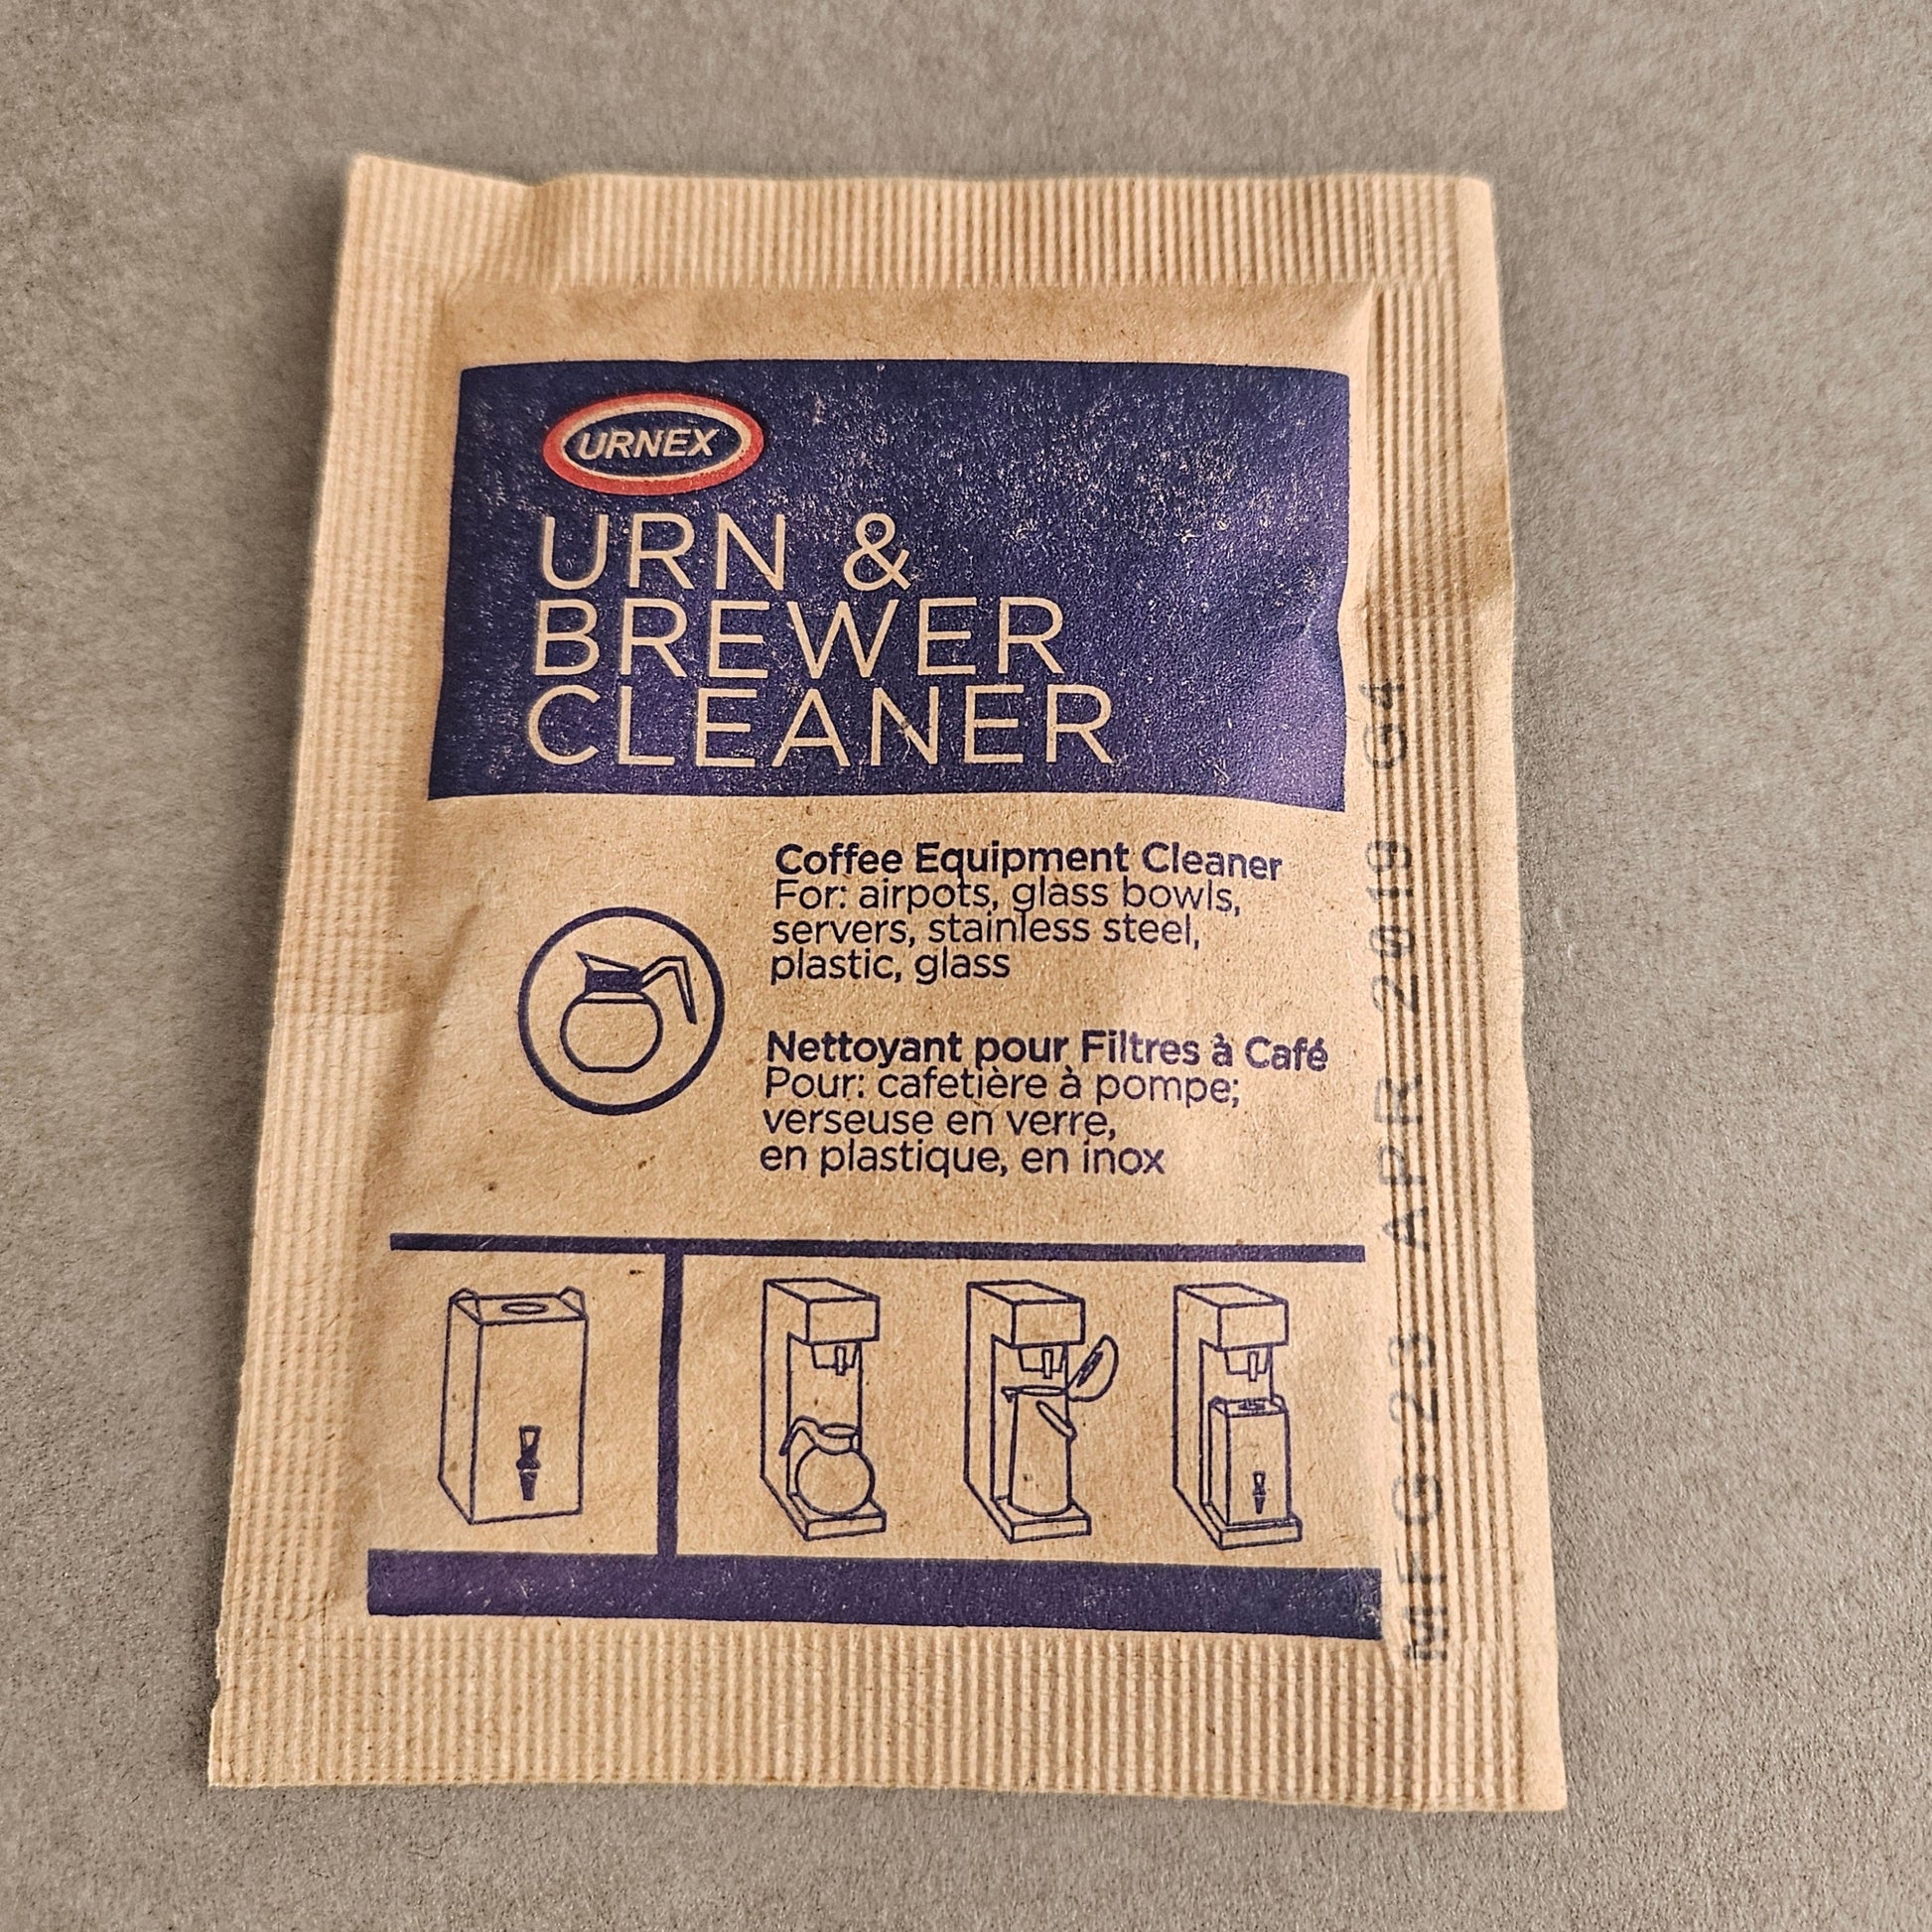 URNEX
URN &
BREWER
CLEANER
Coffee Equipment Cleaner
For: airpots, glass bowls,
servers, stainless steel,
plastic, glass
Nettoyant pour Filtres à Café
Pour: cafetière à pompe;
verseuse en verre,
en plastique, en inox
MFG 23 APR 2019 G4